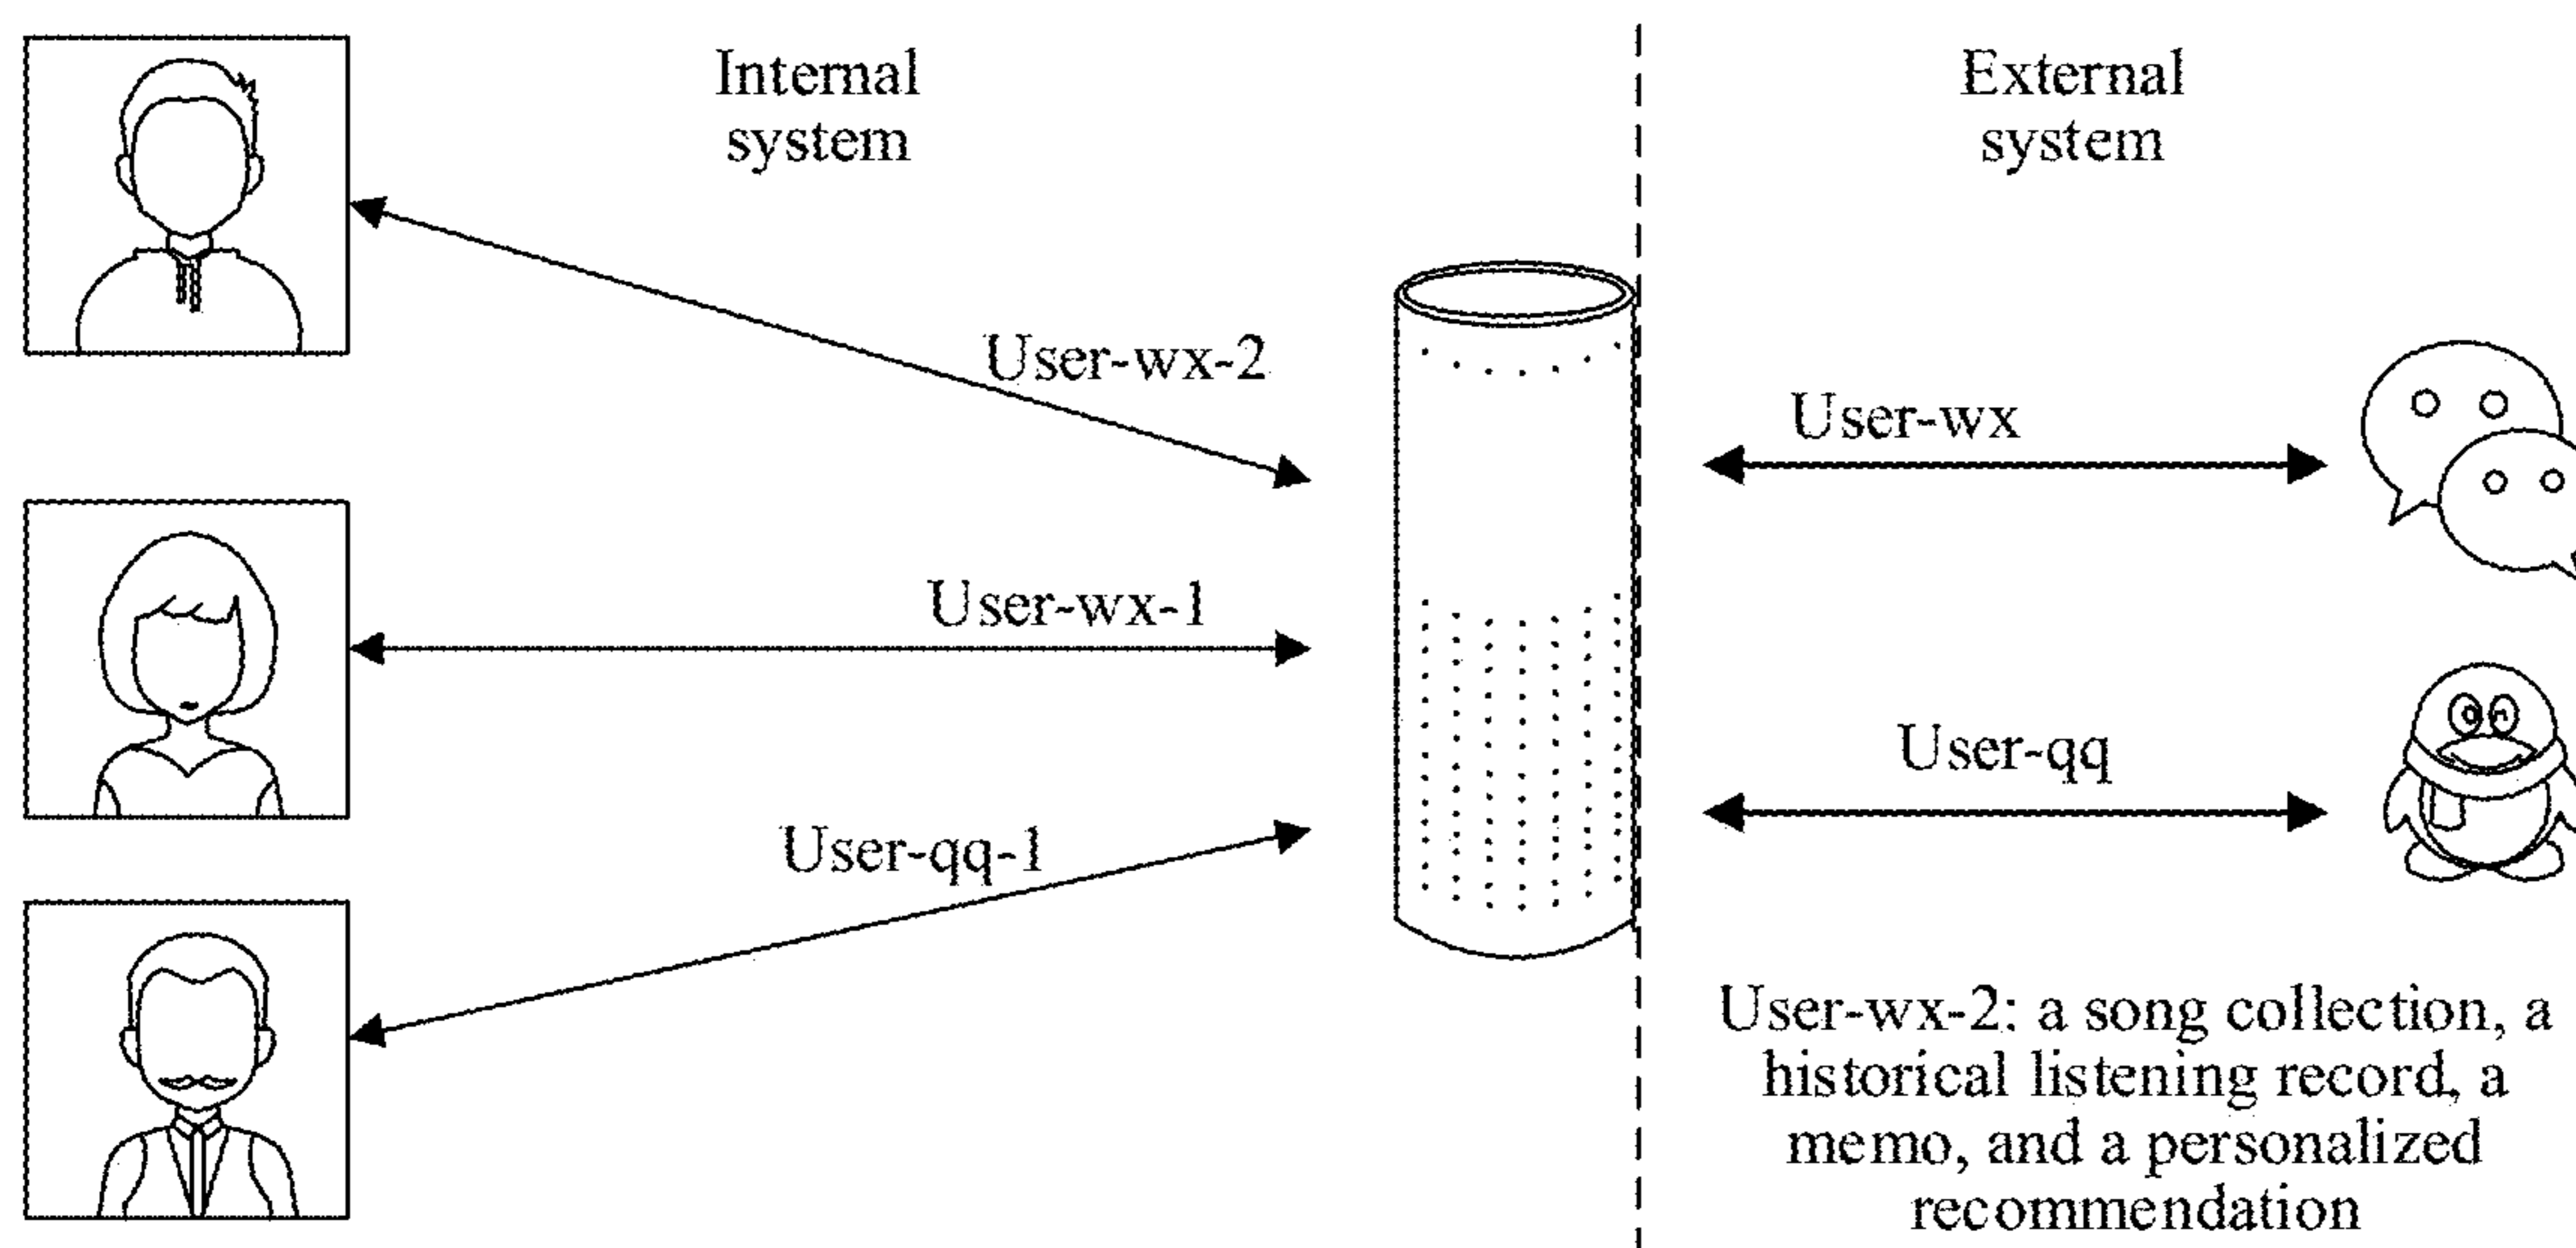 Internal
system
External
system
User-wx-2
User-wx
User-wx-1
User-qq
User-qq-1
User-wx-2: a song collection, a
historical listening record, a
memo, and a personalized
recommendation